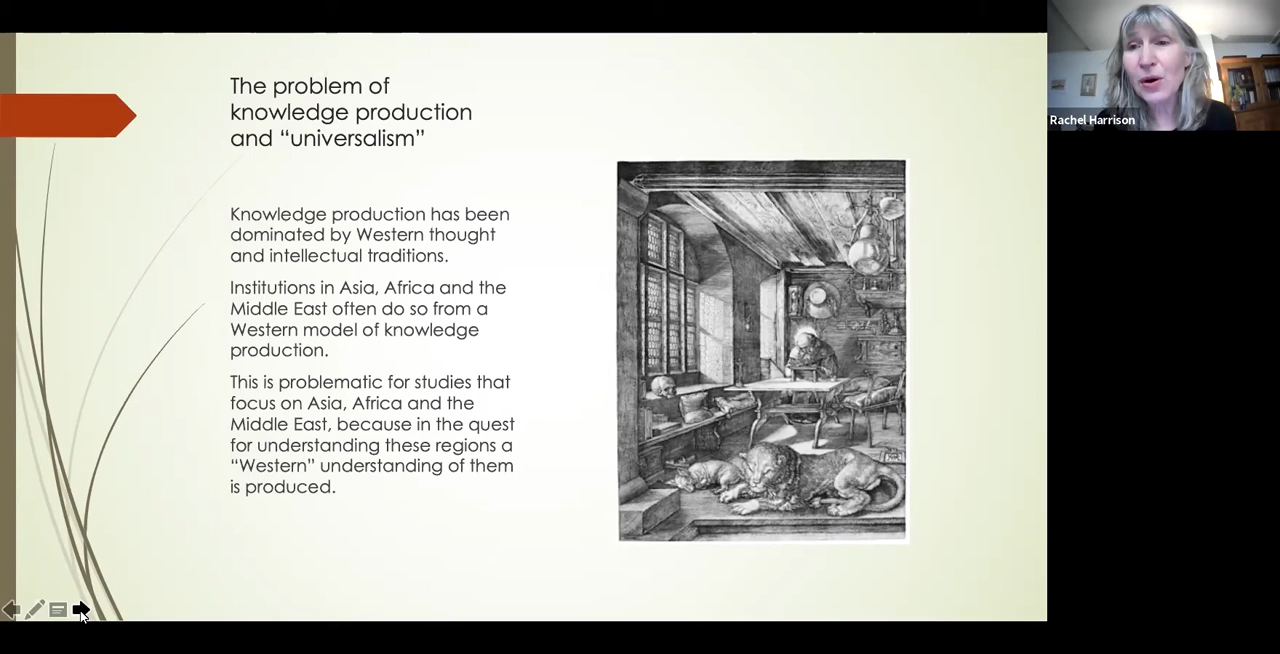 The problem of
knowledge production
and “universalism”
Knowledge production has been
dominated by Western thought
and intellectual traditions.
Institutions in Asia, Africa and the
Middle East often do so from a
Western model of knowledge
production.
This is problematic for studies that
focus on Asia, Africa and the
Middle East, because in the quest
for understanding these regions a
“Western” understanding of them
is produced.
Rachel Harrison